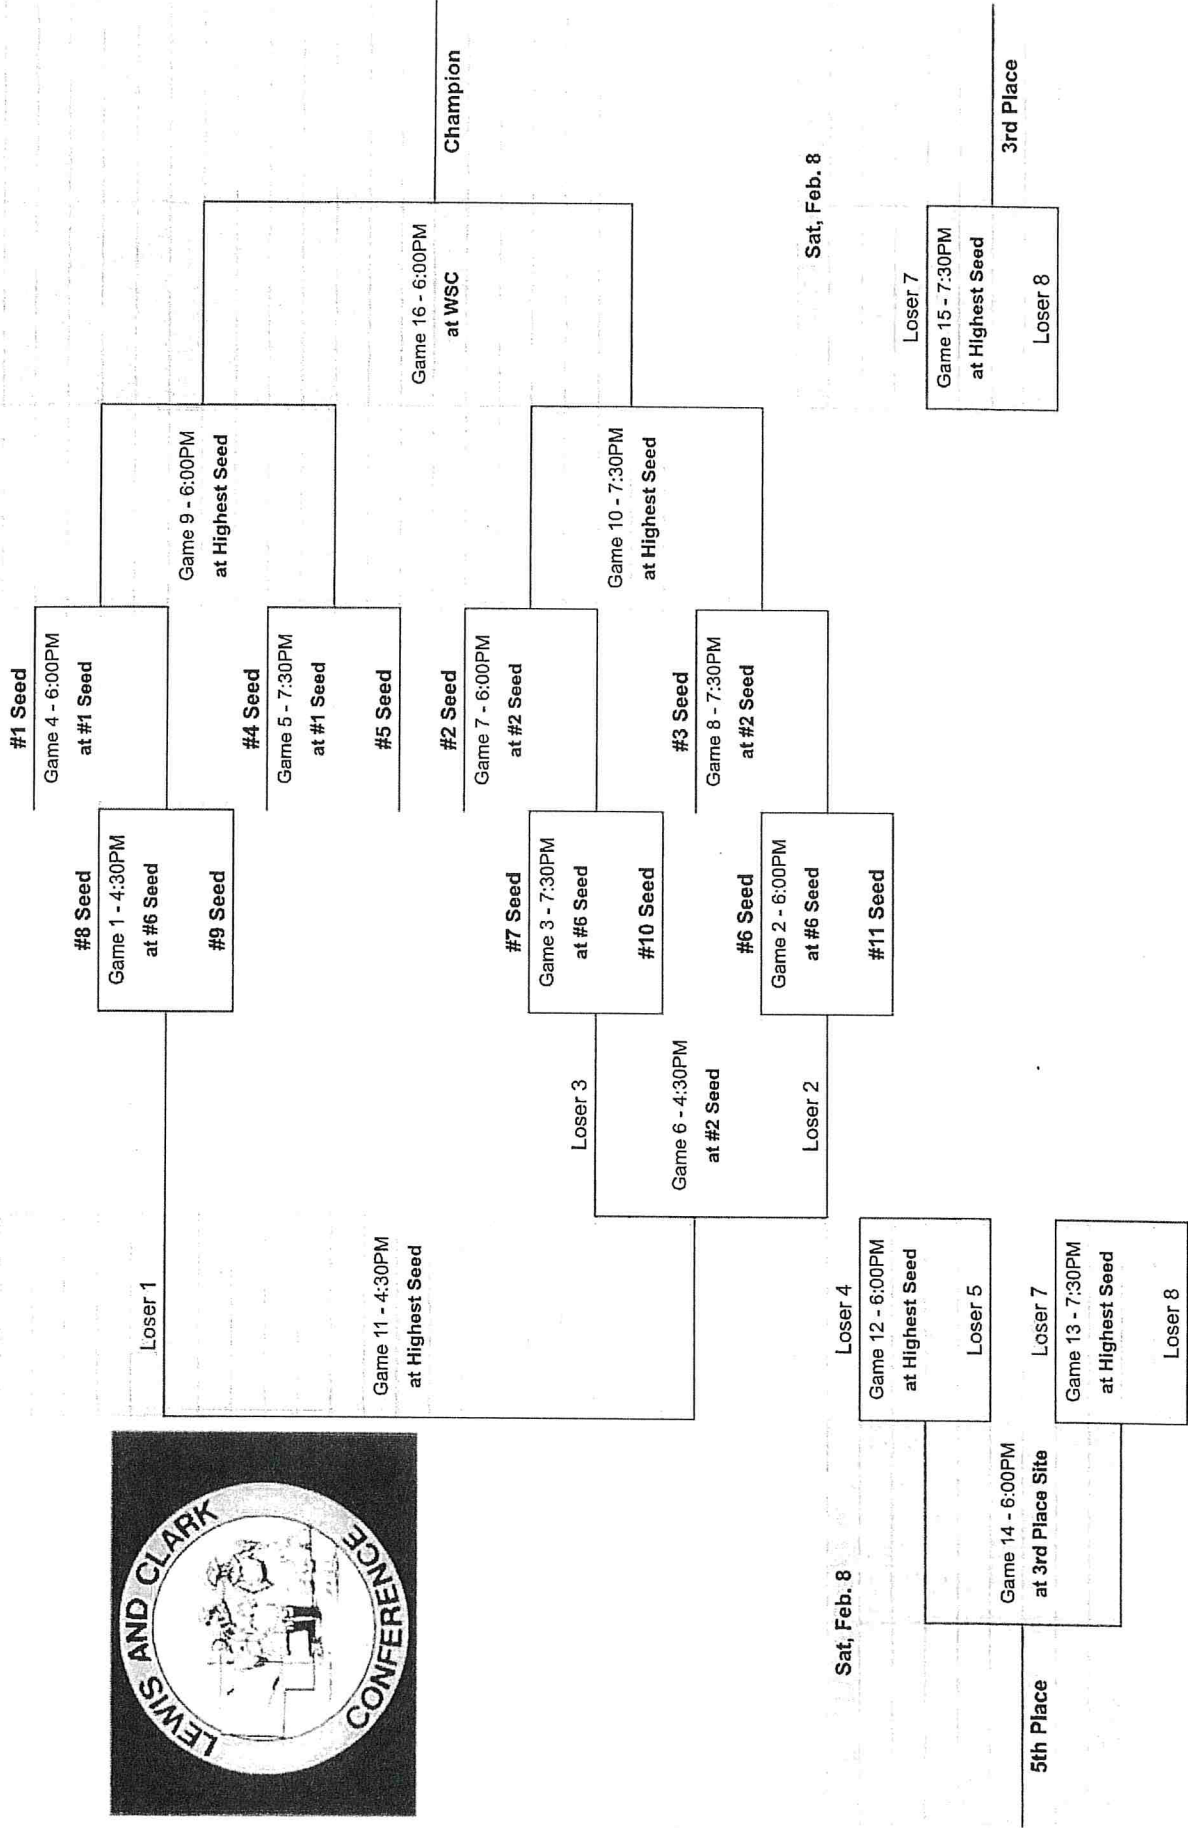 LEWIS AND CLARK
CONFERENCE
Loser 1
Game 11 - 4:30PM
at Highest Seed
Loser 3
Game 6 - 4:30PM
at #2 Seed
Loser 2
#8 Seed
Game 1 - 4:30PM
at #6 Seed
#9 Seed
#7 Seed
Game 3 - 7:30PM
at #6 Seed
#10 Seed
#6 Seed
Game 2 - 6:00PM
at #6 Seed
#11 Seed
#1 Seed
Game 4 - 6:00PM
at #1 Seed
#4 Seed
Game 5 - 7:30PM
at #1 Seed
#5 Seed
#2 Seed
Game 7 - 6:00PM
at #2 Seed
#3 Seed
Game 8 - 7:30PM
at #2 Seed
Game 9 - 6:00PM
at Highest Seed
Game 10 - 7:30PM
at Highest Seed
Game 16 - 6:00PM
at WSC
Champion
Sat, Feb. 8
5th Place
Game 14 - 6:00PM
at 3rd Place Site
Loser 4
Game 12 - 6:00PM
at Highest Seed
Loser 5
Loser 7
Game 13 - 7:30PM
at Highest Seed
Loser 8
Sat, Feb. 8
Loser 7
Game 15 - 7:30PM
at Highest Seed
Loser 8
3rd Place